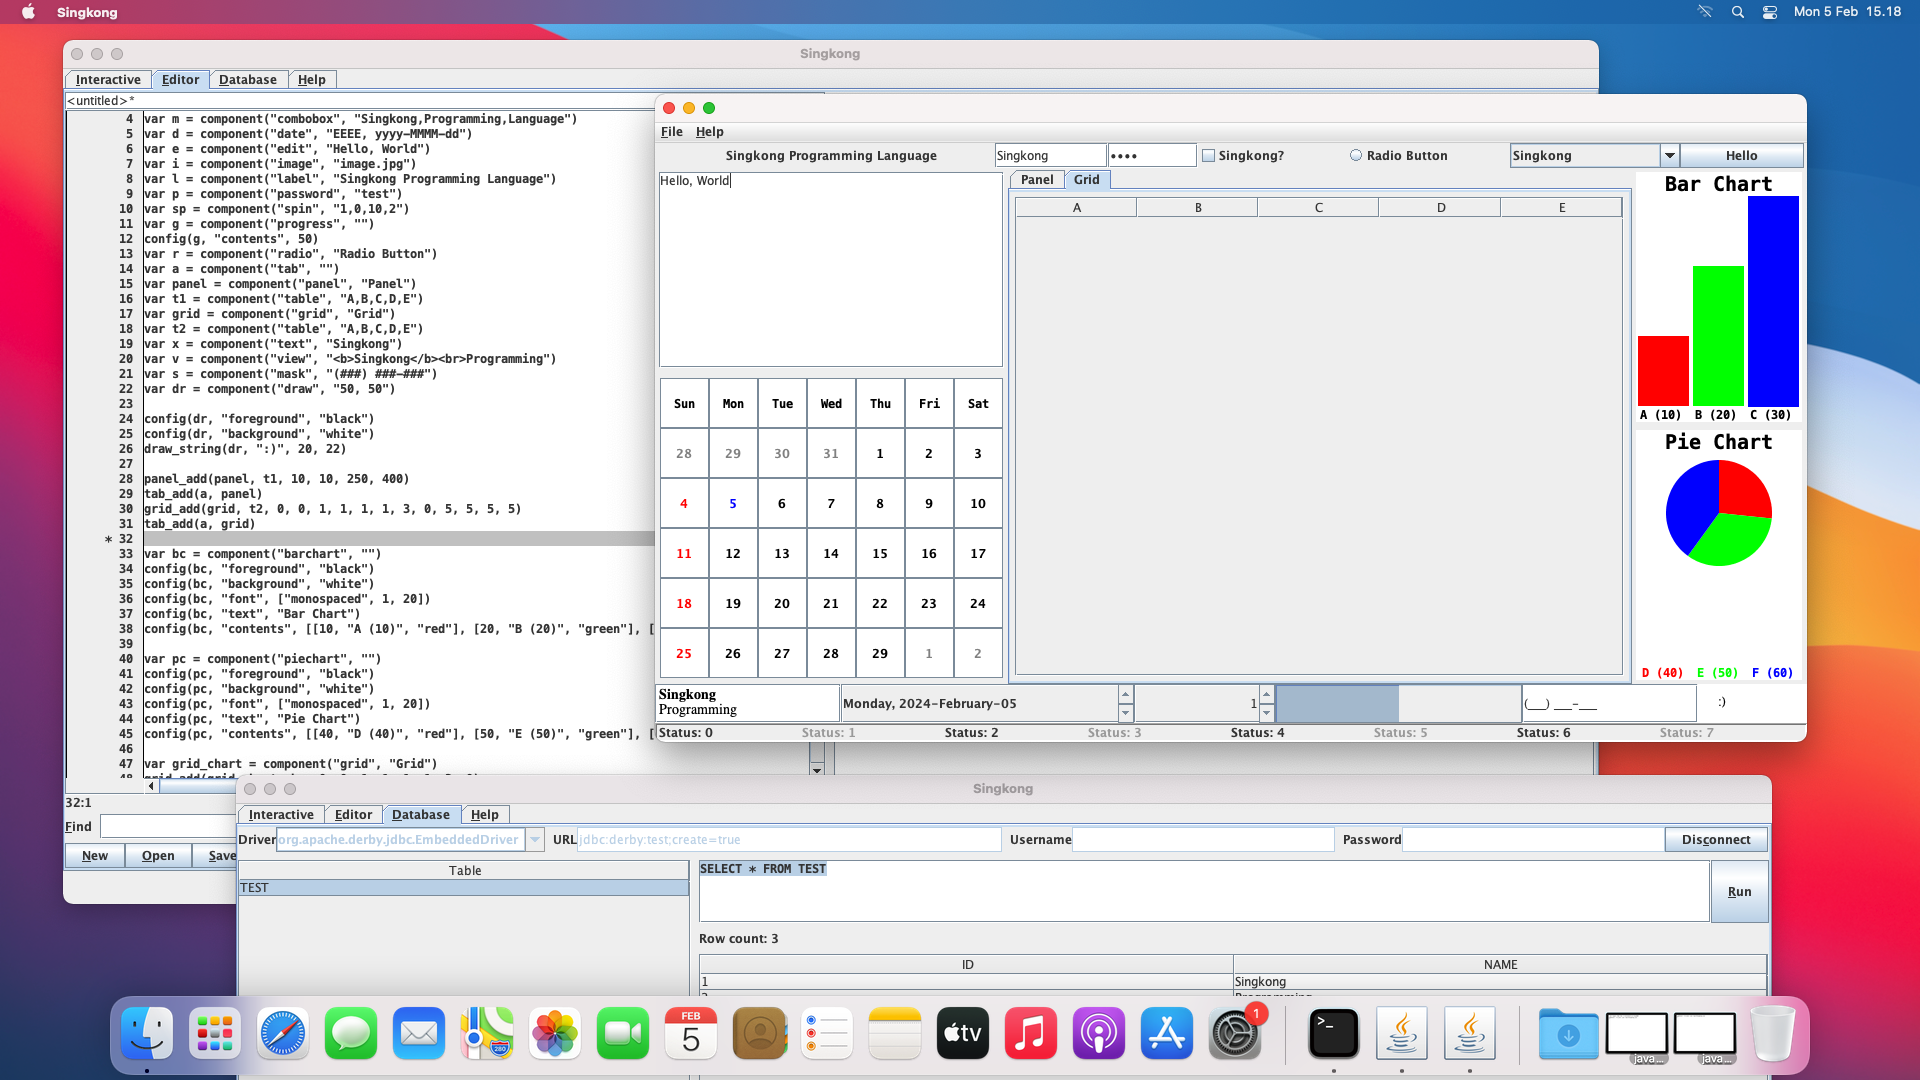 Singkong
Mon 5 Feb 15.18
Singkong
Interactive Editor Database Help
<untitled>*
4 var m = component("combobox", "Singkong,Programming,Language")
5 var d = component("date", "EEEE, yyyy-MMMM-dd")
6 var e = component("edit", "Hello, World")
7 var i = component("image", "image.jpg")
8 var l = component("label", "Singkong Programming Language")
9 var p = component("password", "test")
10 var sp = component("spin", "1,0,10,2")
11 var g = component("progress", "")
12 config(g, "contents", 50)
13 var r = component("radio", "Radio Button")
14 var a = component("tab", "")
15 var panel = component("panel", "Panel")
16 var t1 = component("table", "A,B,C,D,E")
17 var grid = component("grid", "Grid")
18 var t2 = component("table", "A,B,C,D,E")
19 var x = component("text", "Singkong")
20 var v = component("view", "<b>Singkong</b><br>Programming")
21 var s = component("mask", "(###) ###-###")
22 var dr = component("draw", "50, 50")
23
24 config(dr, "foreground", "black")
25 config(dr, "background", "white")
26 draw_string(dr, ":)", 20, 22)
27
28 panel_add(panel, t1, 10, 10, 250, 400)
29 tab_add(a, panel)
30 grid_add(grid, t2, 0, 0, 1, 1, 1, 1, 3, 0, 5, 5, 5, 5)
31 tab_add(a, grid)
* 32
33 var bc = component("barchart", "")
34 config(bc, "foreground", "black")
35 config(bc, "background", "white")
36 config(bc, "font", ["monospaced", 1, 20])
37 config(bc, "text", "Bar Chart")
38 config(bc, "contents", [[10, "A (10)", "red"], [20, "B (20)", "green"], [
39
40 var pc = component("piechart", "")
41 config(pc, "foreground", "black")
42 config(pc, "background", "white")
43 config(pc, "font", ["monospaced", 1, 20])
44 config(pc, "text", "Pie Chart")
45 config(pc, "contents", [[40, "D (40)", "red"], [50, "E (50)", "green"], [
46
47 var grid_chart = component("grid", "Grid")
32:1
Find
New Open Save
File Help
Singkong Programming Language Singkong •••• Singkong? Radio Button Singkong Hello
Hello, World
Panel Grid
A B C D E
Bar Chart
A (10) B (20) C (30)
Pie Chart
D (40) E (50) F (60)
Sun Mon Tue Wed Thu Fri Sat
28 29 30 31 1 2 3
4 5 6 7 8 9 10
11 12 13 14 15 16 17
18 19 20 21 22 23 24
25 26 27 28 29 1 2
Singkong
Programming
Monday, 2024-February-05 1 (___) ___-___ :)
Status: 0 Status: 1 Status: 2 Status: 3 Status: 4 Status: 5 Status: 6 Status: 7
Singkong
Interactive Editor Database Help
Driver org.apache.derby.jdbc.EmbeddedDriver URL jdbc:derby:test;create=true Username Password Disconnect
Table
TEST
SELECT * FROM TEST
Run
Row count: 3
ID NAME
1 Singkong
FEB
5
280
tv
1
>_
java...
java...